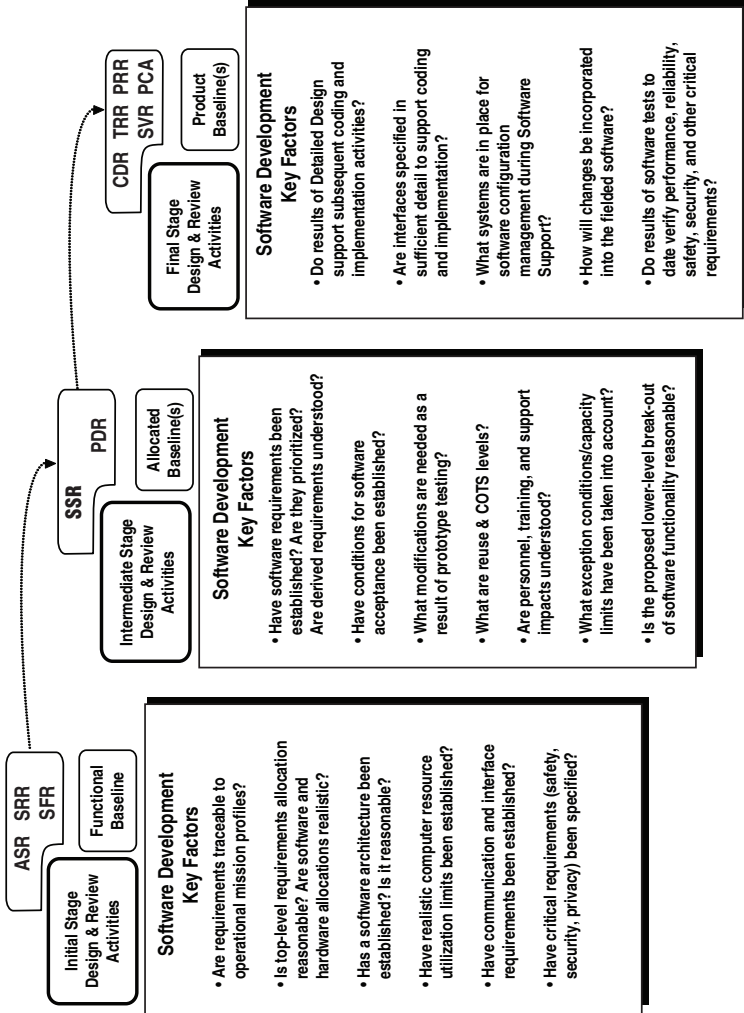 ASR SRR
SFR
Initial Stage
Design & Review
Activities
Functional
Baseline
Software Development
Key Factors
• Are requirements traceable to
operational mission profiles?
• Is top-level requirements allocation
reasonable? Are software and
hardware allocations realistic?
• Has a software architecture been
established? Is it reasonable?
• Have realistic computer resource
utilization limits been established?
• Have communication and interface
requirements been established?
• Have critical requirements (safety,
security, privacy) been specified?
SSR
PDR
Intermediate Stage
Design & Review
Activities
Allocated
Baseline(s)
Software Development
Key Factors
• Have software requirements been
established? Are they prioritized?
Are derived requirements understood?
• Have conditions for software
acceptance been established?
• What modifications are needed as a
result of prototype testing?
• What are reuse & COTS levels?
• Are personnel, training, and support
impacts understood?
• What exception conditions/capacity
limits have been taken into account?
• Is the proposed lower-level break-out
of software functionality reasonable?
CDR TRR PRR
SVR PCA
Final Stage
Design & Review
Activities
Product
Baseline(s)
Software Development
Key Factors
• Do results of Detailed Design
support subsequent coding and
implementation activities?
• Are interfaces specified in
sufficient detail to support coding
and implementation?
• What systems are in place for
software configuration
management during Software
Support?
• How will changes be incorporated
into the fielded software?
• Do results of software tests to
date verify performance, reliability,
safety, security, and other critical
requirements?